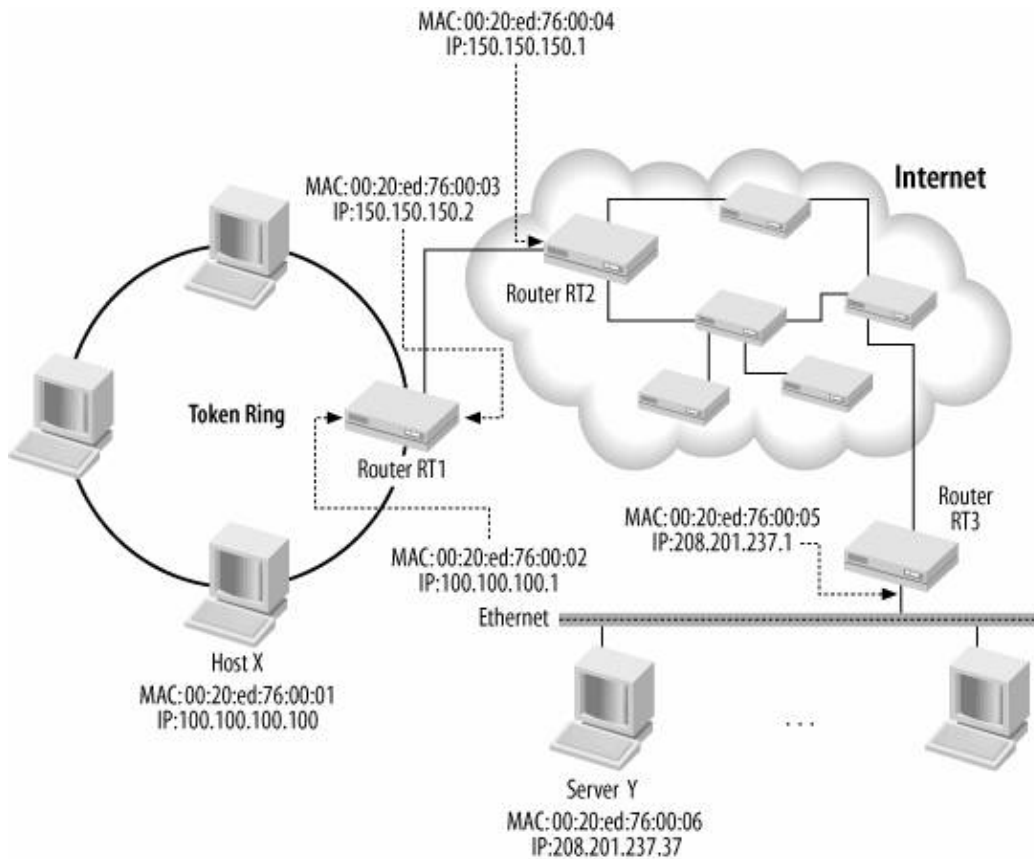 MAC:00:20:ed:76:00:04
IP:150.150.150.1
Internet
MAC:00:20:ed:76:00:03
IP:150.150.150.2
Router RT2
Token Ring
Router RT1
Router
RT3
MAC:00:20:ed:76:00:05
IP:208.201.237.1
MAC:00:20:ed:76:00:02
IP:100.100.100.1
Ethernet
Host X
MAC:00:20:ed:76:00:01
IP:100.100.100.100
. . .
Server Y
MAC:00:20:ed:76:00:06
IP:208.201.237.37